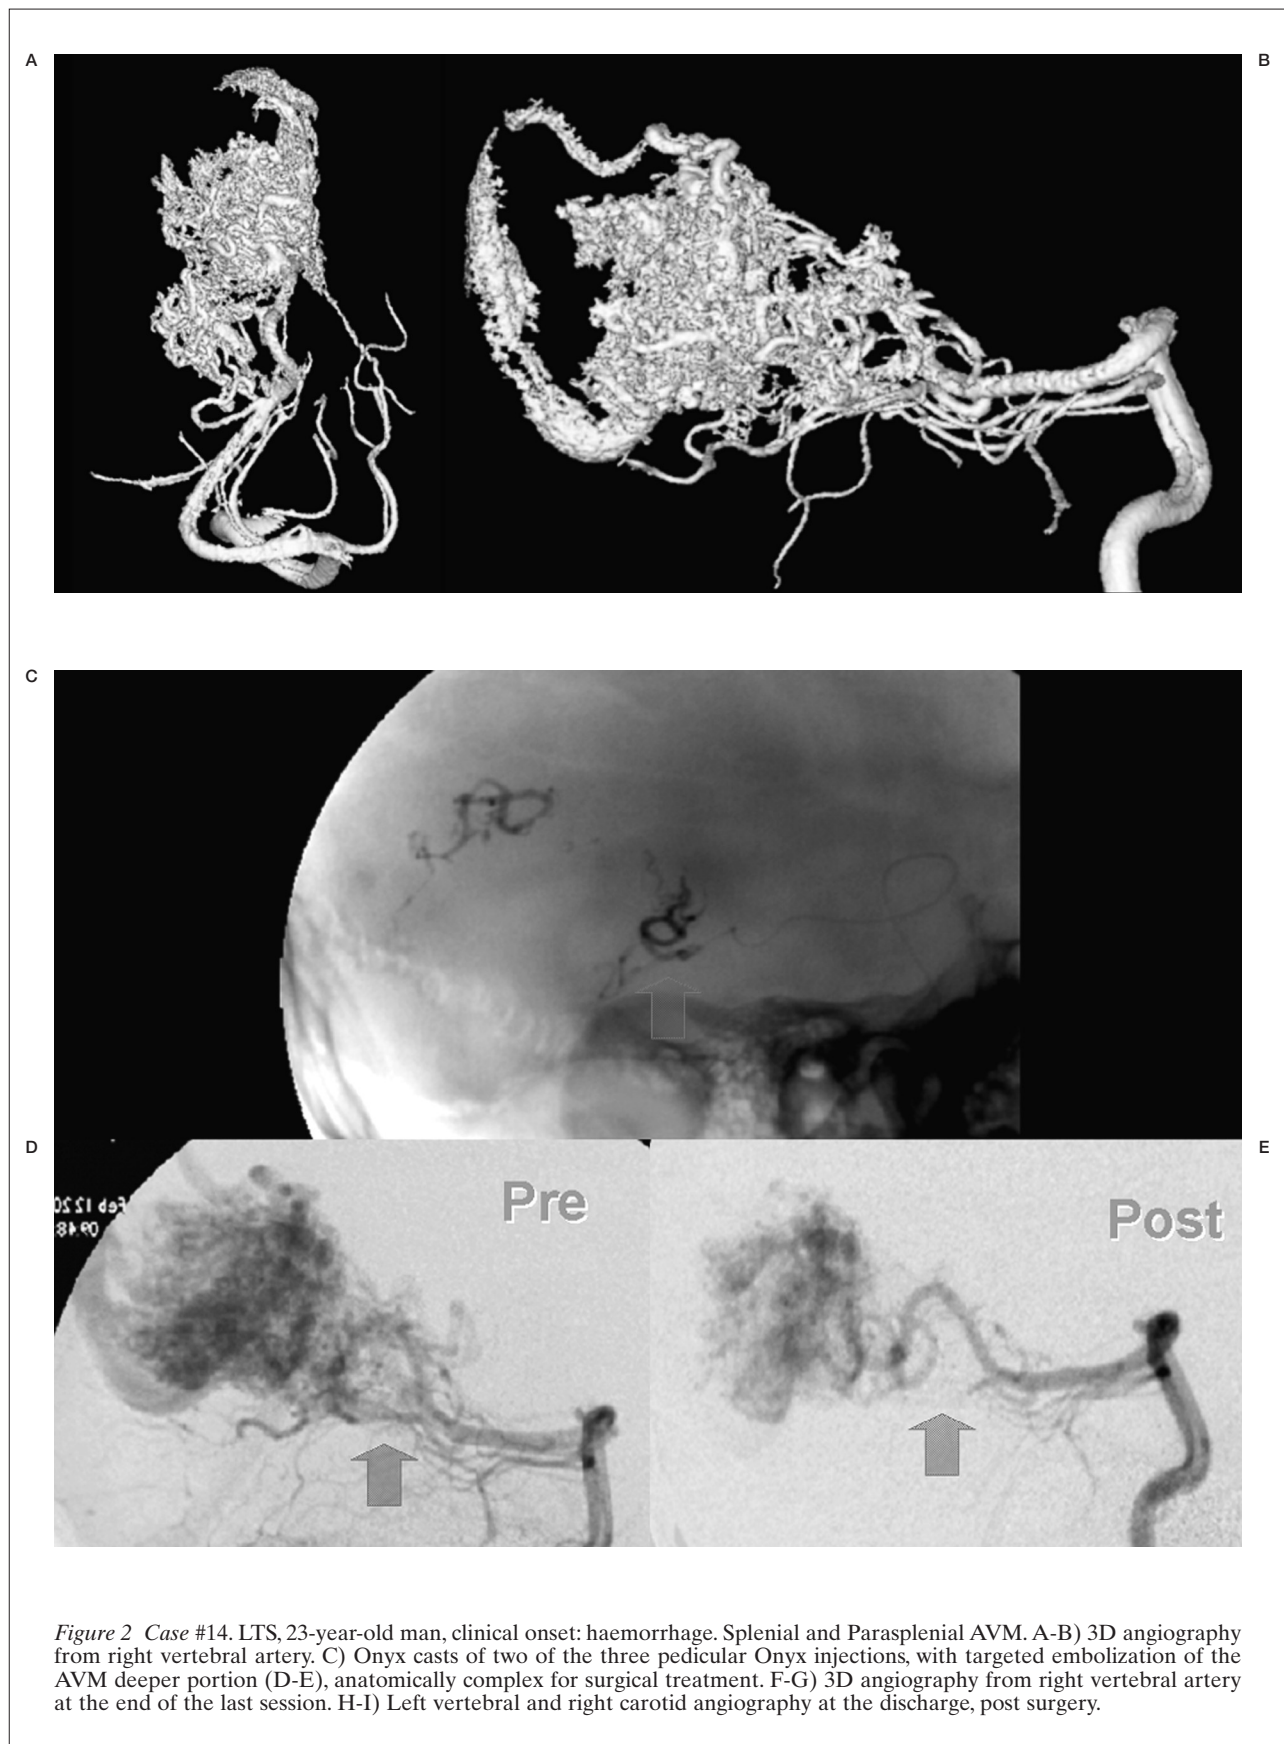 A
B
C
D
E
Pre
Post
Figure 2 Case #14. LTS, 23-year-old man, clinical onset: haemorrhage. Splenial and Parasplenial AVM. A-B) 3D angiography
from right vertebral artery. C) Onyx casts of two of the three pedicular Onyx injections, with targeted embolization of the
AVM deeper portion (D-E), anatomically complex for surgical treatment. F-G) 3D angiography from right vertebral artery
at the end of the last session. H-I) Left vertebral and right carotid angiography at the discharge, post surgery.